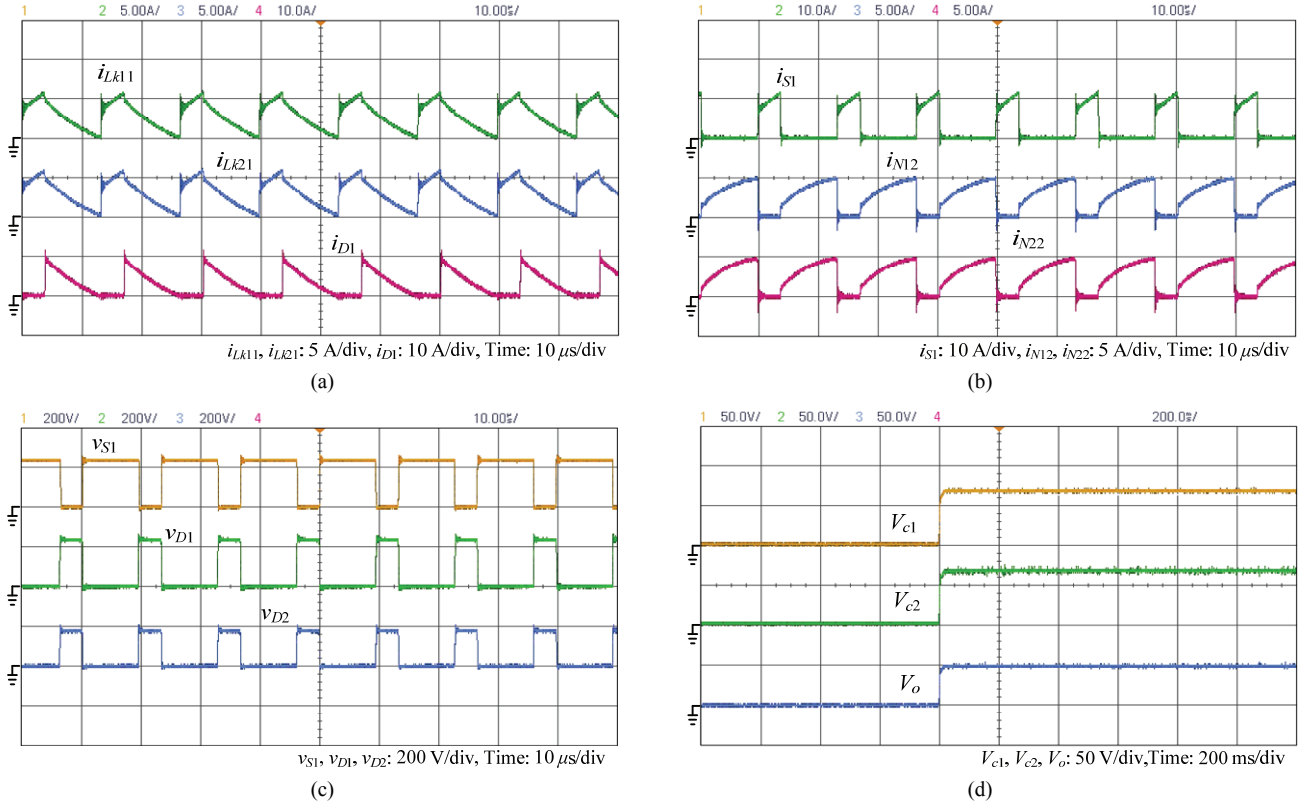 1 2 5.00A/ 3 5.00A/ 4 10.0A/ 10.00㎲/
iLk11
iLk21
iD1
iLk11, iLk21: 5 A/div, iD1: 10 A/div, Time: 10 μs/div
(a)
1 2 10.0A/ 3 5.00A/ 4 5.00A/ 10.00㎲/
iS1
iN12
iN22
iS1: 10 A/div, iN12, iN22: 5 A/div, Time: 10 μs/div
(b)
1 200V/ 2 200V/ 3 200V/ 4 10.00㎲/
vS1
vD1
vD2
vS1, vD1, vD2: 200 V/div, Time: 10 μs/div
(c)
1 50.0V/ 2 50.0V/ 3 50.0V/ 4 200.0㎳/
Vc1
Vc2
Vo
Vc1, Vc2, Vo: 50 V/div,Time: 200 ms/div
(d)